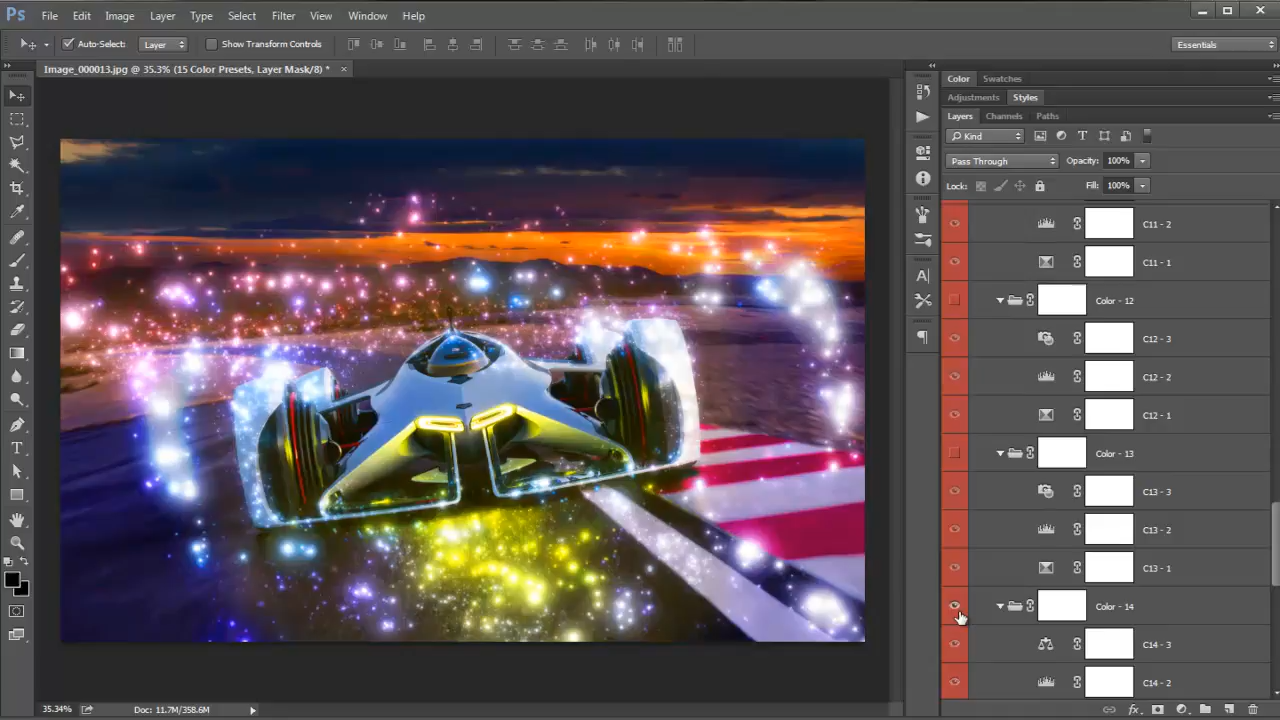 Ps File Edit Image Layer Type Select Filter View Window Help
Auto-Select: Layer Show Transform Controls Essentials
Image_000013.jpg @ 35.3% (15 Color Presets, Layer Mask/8) * ×
Color Swatches
Adjustments Styles
Layers Channels Paths
Kind
Pass Through Opacity: 100%
Lock: Fill: 100%
C11 - 2
C11 - 1
Color - 12
C12 - 3
C12 - 2
C12 - 1
Color - 13
C13 - 3
C13 - 2
C13 - 1
Color - 14
C14 - 3
C14 - 2
35.34% Doc: 11.7M/358.6M